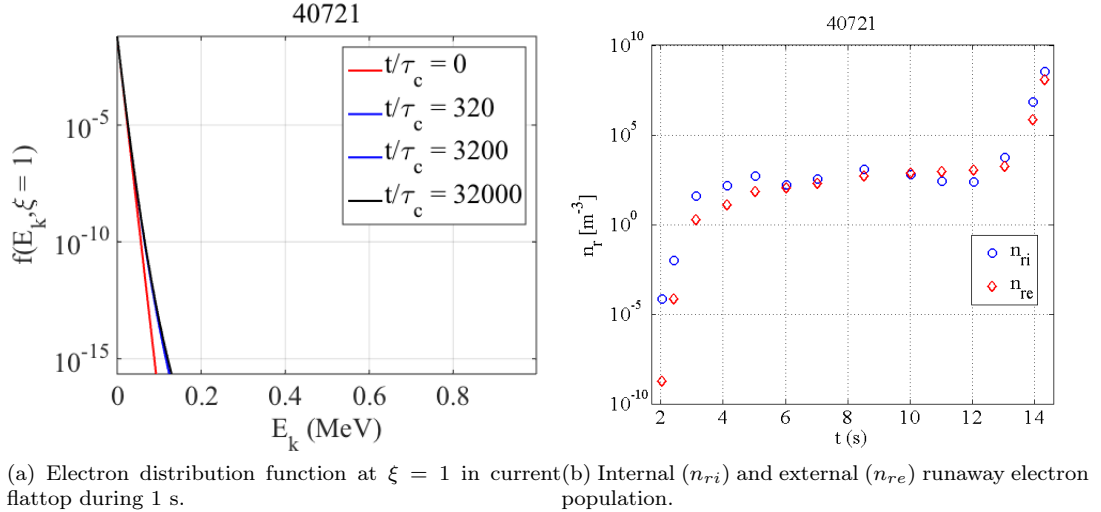 40721
f(E_k,ξ = 1)
10^-5
10^-10
10^-15
t/τ_c = 0
t/τ_c = 320
t/τ_c = 3200
t/τ_c = 32000
0 0.2 0.4 0.6 0.8
E_k (MeV)
40721
n_r [m^-3]
10^10
10^5
10^0
10^-5
10^-10
n_ri
n_re
2 4 6 8 10 12 14
t (s)
(a) Electron distribution function at ξ = 1 in current
flattop during 1 s.
(b) Internal (n_ri) and external (n_re) runaway electron
population.